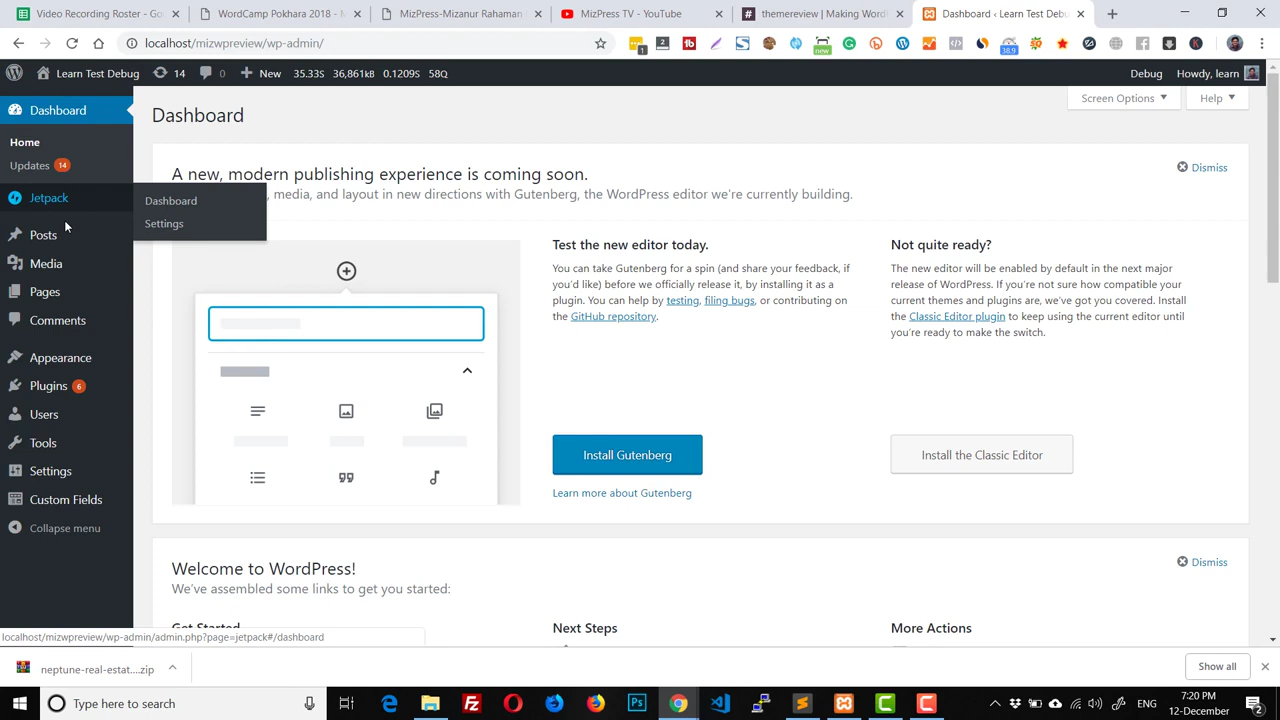 Video Recording Roster - Goo
WordCamp Pokhara 2018 - M
MizPress-Mizanur Rahaman
MizPress TV - YouTube
themereview | Making Word
Dashboard ‹ Learn Test Debu
localhost/mizwpreview/wp-admin/
Learn Test Debug
14
0
New
35.33S 36,861kB 0.1209S 58Q
Debug
Howdy, learn
Dashboard
Home
Updates 14
Jetpack
Dashboard
Settings
Posts
Media
Pages
Comments
Appearance
Plugins 6
Users
Tools
Settings
Custom Fields
Collapse menu
Dashboard
Screen Options
Help
A new, modern publishing experience is coming soon.
Dismiss
, media, and layout in new directions with Gutenberg, the WordPress editor we're currently building.
Test the new editor today.
You can take Gutenberg for a spin (and share your feedback, if
you'd like) before we officially release it, by installing it as a
plugin. You can help by testing, filing bugs, or contributing on
the GitHub repository.
Install Gutenberg
Learn more about Gutenberg
Not quite ready?
The new editor will be enabled by default in the next major
release of WordPress. If you're not sure how compatible your
current themes and plugins are, we've got you covered. Install
the Classic Editor plugin to keep using the current editor until
you're ready to make the switch.
Install the Classic Editor
Welcome to WordPress!
Dismiss
We've assembled some links to get you started:
Get Started
Next Steps
More Actions
localhost/mizwpreview/wp-admin/admin.php?page=jetpack#/dashboard
neptune-real-estat....zip
Show all
Type here to search
ENG
7:20 PM
12-December
2